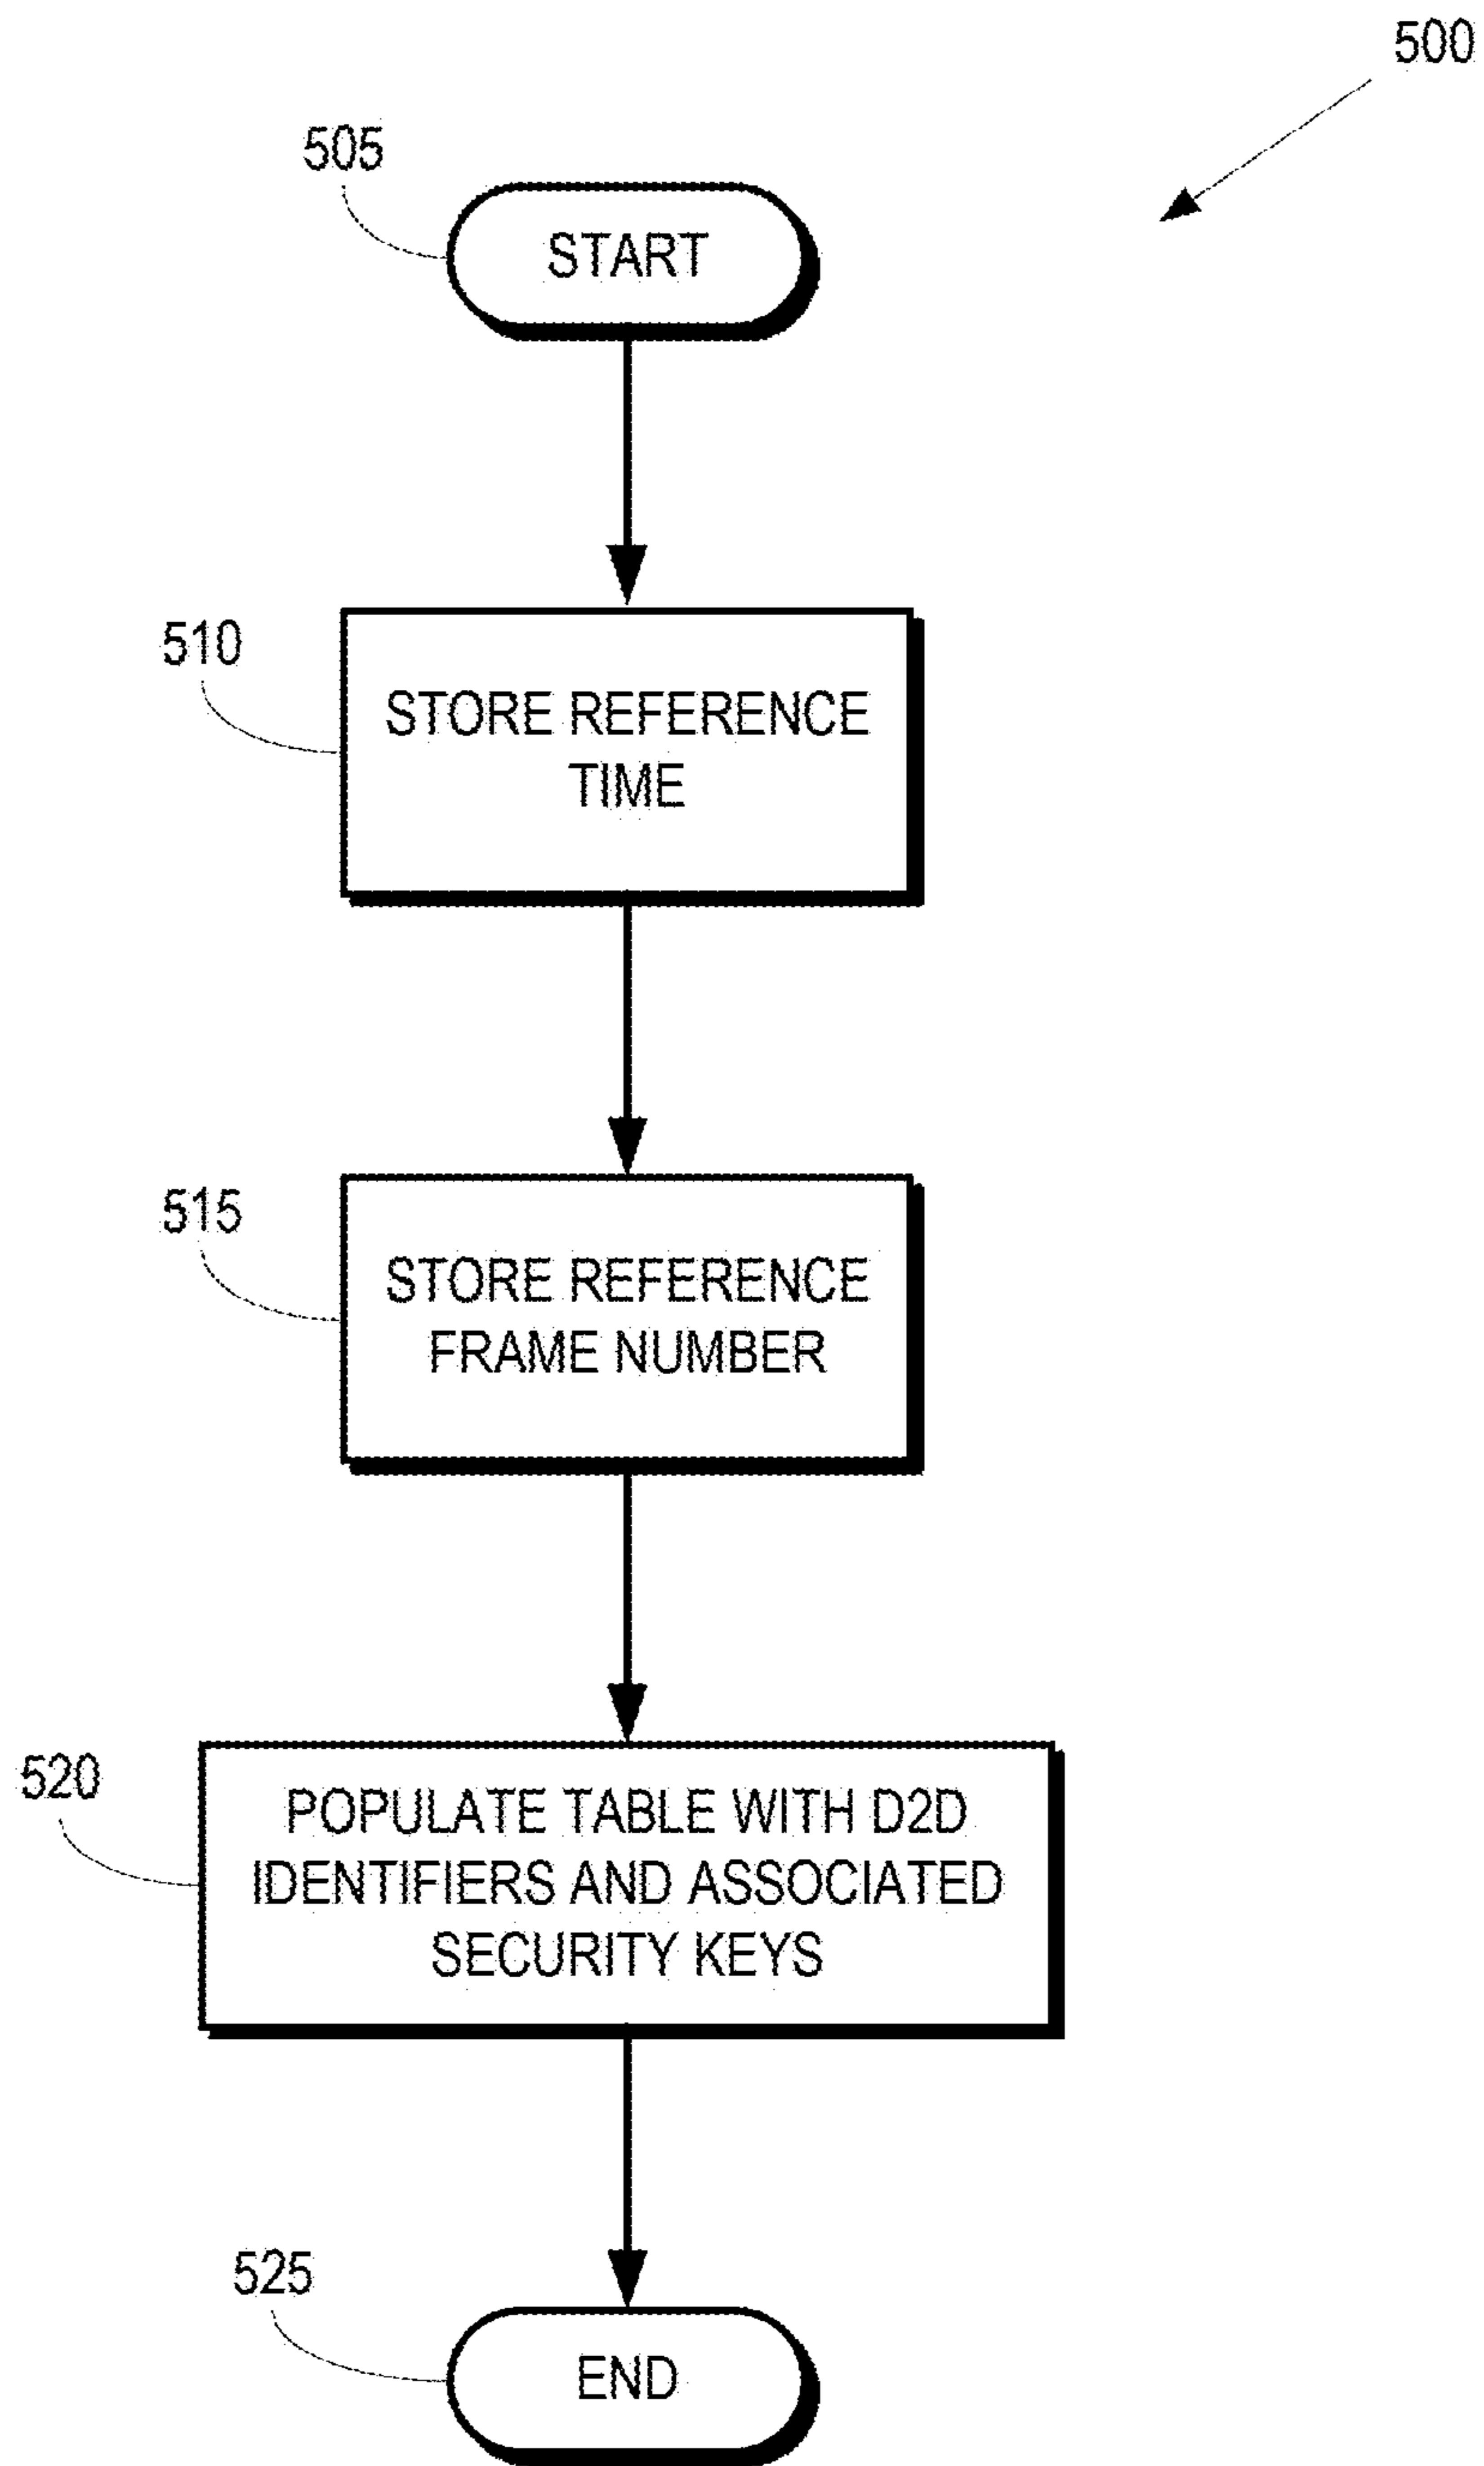 500
505
START
510
STORE REFERENCE
TIME
515
STORE REFERENCE
FRAME NUMBER
520
POPULATE TABLE WITH D2D
IDENTIFIERS AND ASSOCIATED
SECURITY KEYS
525
END